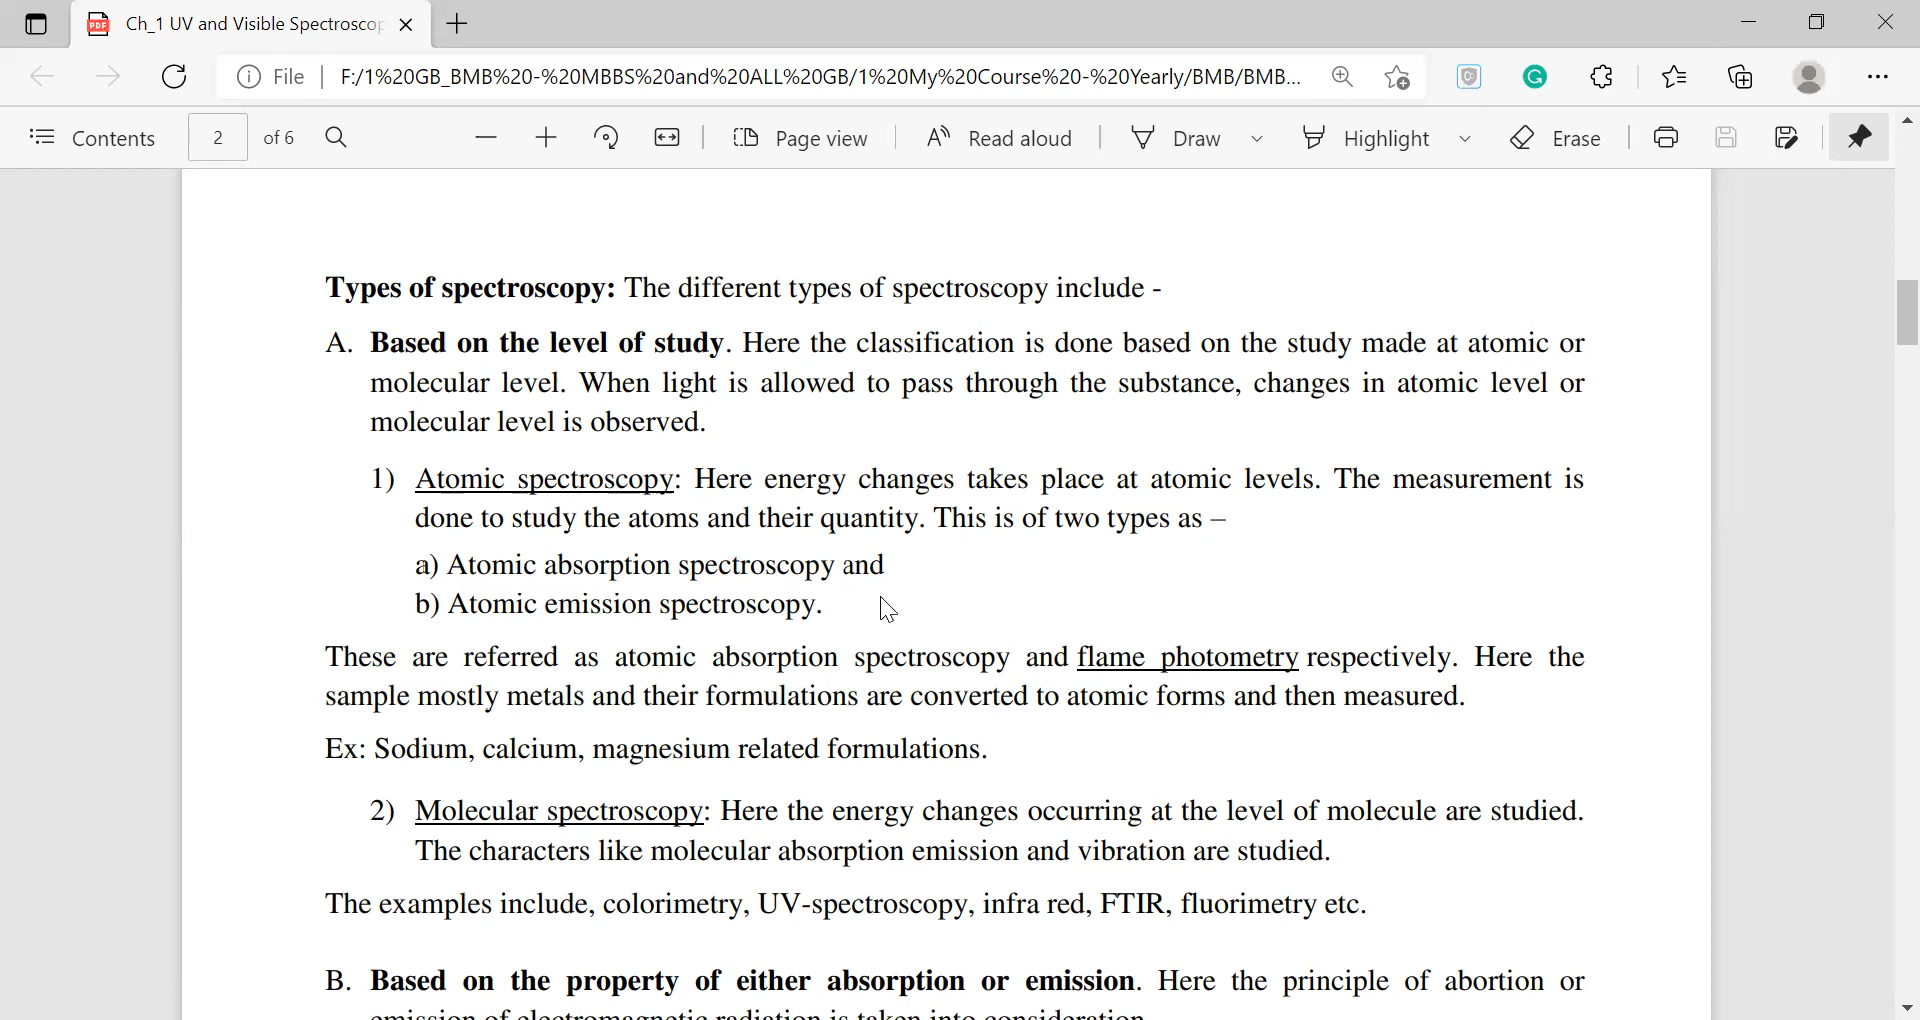 Ch_1 UV and Visible Spectroscop
File
F:/1%20GB_BMB%20-%20MBBS%20and%20ALL%20GB/1%20My%20Course%20-%20Yearly/BMB/BMB...
Contents 2 of 6 Page view Read aloud Draw Highlight Erase
Types of spectroscopy: The different types of spectroscopy include -
A. Based on the level of study. Here the classification is done based on the study made at atomic or
molecular level. When light is allowed to pass through the substance, changes in atomic level or
molecular level is observed.
1) Atomic spectroscopy: Here energy changes takes place at atomic levels. The measurement is
done to study the atoms and their quantity. This is of two types as –
a) Atomic absorption spectroscopy and
b) Atomic emission spectroscopy.
These are referred as atomic absorption spectroscopy and flame photometry respectively. Here the
sample mostly metals and their formulations are converted to atomic forms and then measured.
Ex: Sodium, calcium, magnesium related formulations.
2) Molecular spectroscopy: Here the energy changes occurring at the level of molecule are studied.
The characters like molecular absorption emission and vibration are studied.
The examples include, colorimetry, UV-spectroscopy, infra red, FTIR, fluorimetry etc.
B. Based on the property of either absorption or emission. Here the principle of abortion or
emission of electromagnetic radiation is taken into consideration.